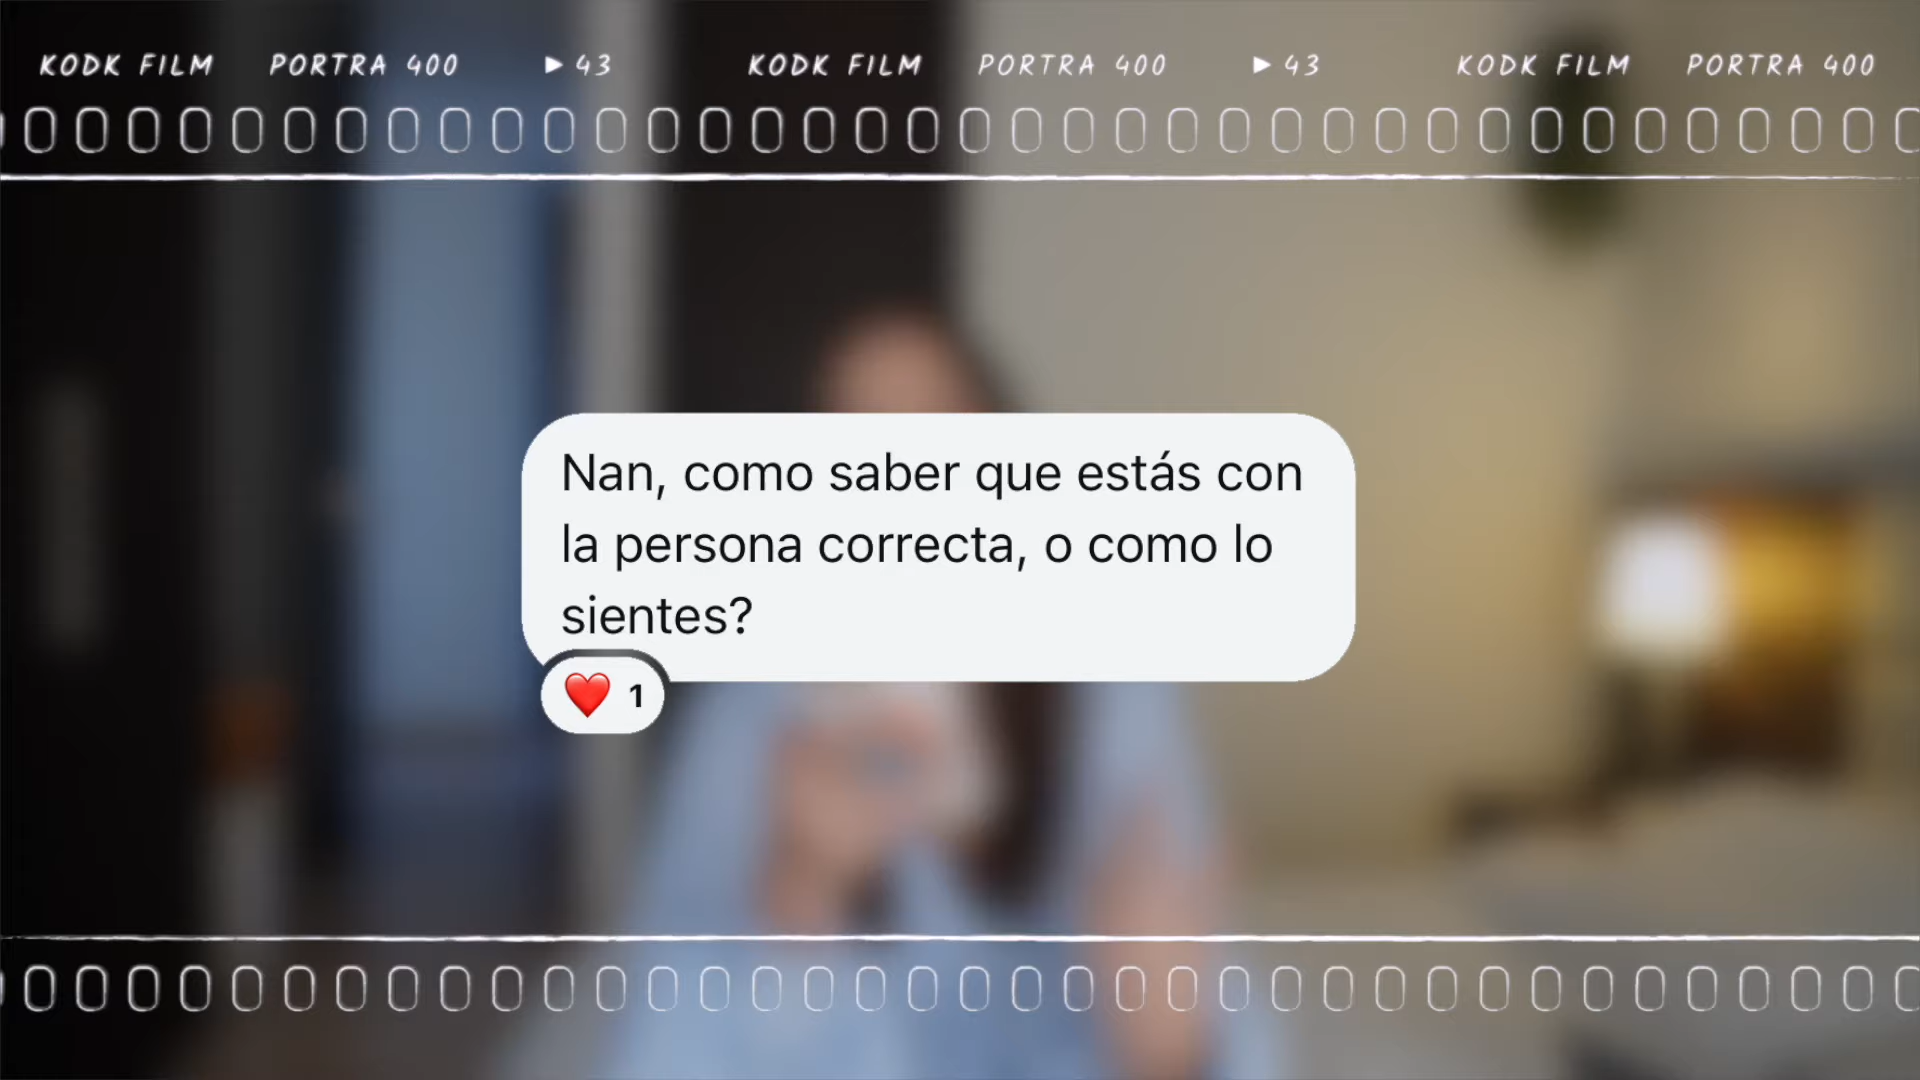 KODK FILM PORTRA 400 ▶ 43 KODK FILM PORTRA 400 ▶ 43 KODK FILM PORTRA 400
Nan, como saber que estás con
la persona correcta, o como lo
sientes?
❤️ 1